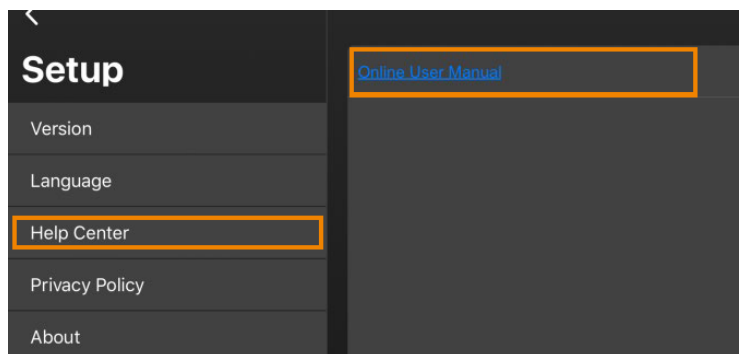 Setup
Version
Language
Help Center
Privacy Policy
About
Online User Manual